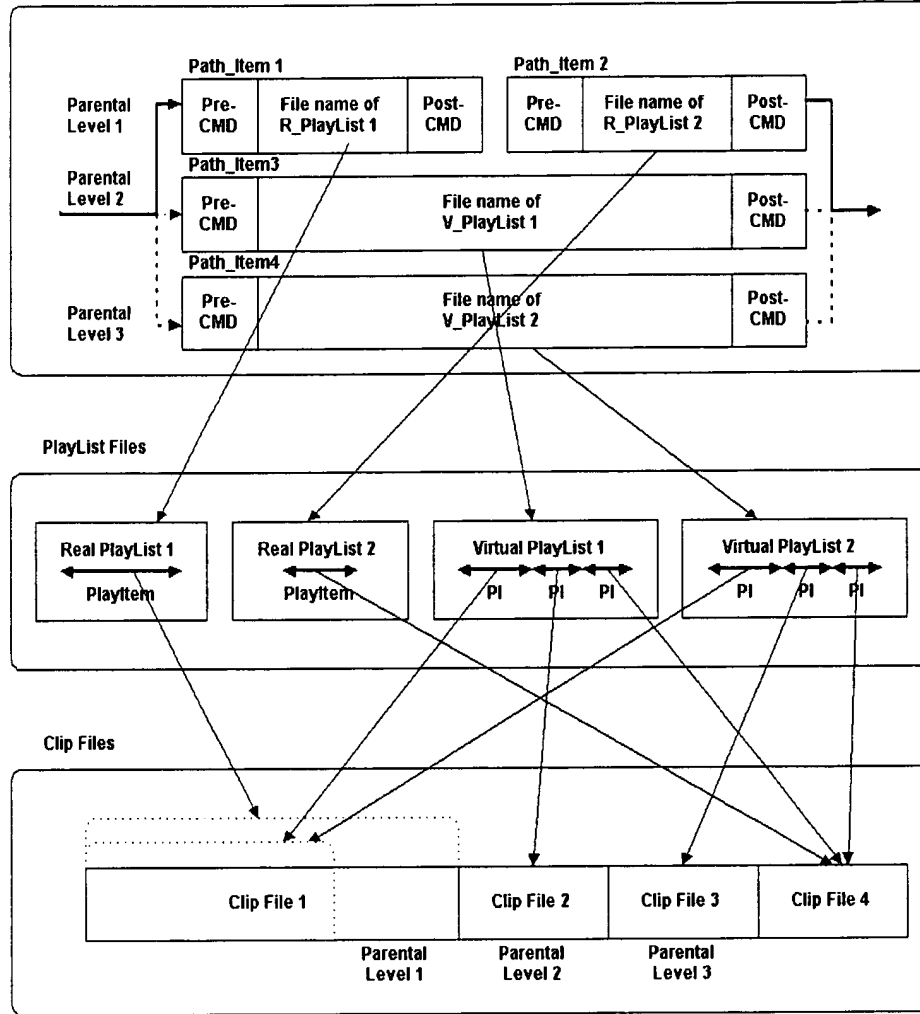 Path_Item 1
Path_Item 2
Parental
Level 1
Pre-
CMD
File name of
R_PlayList 1
Post-
CMD
Pre-
CMD
File name of
R_PlayList 2
Post-
CMD
Path_Item3
Parental
Level 2
Pre-
CMD
File name of
V_PlayList 1
Post-
CMD
Path_Item4
Parental
Level 3
Pre-
CMD
File name of
V_PlayList 2
Post-
CMD
PlayList Files
Real PlayList 1
PlayItem
Real PlayList 2
PlayItem
Virtual PlayList 1
PI PI PI
Virtual PlayList 2
PI PI PI
Clip Files
Clip File 1
Clip File 2
Clip File 3
Clip File 4
Parental
Level 1
Parental
Level 2
Parental
Level 3